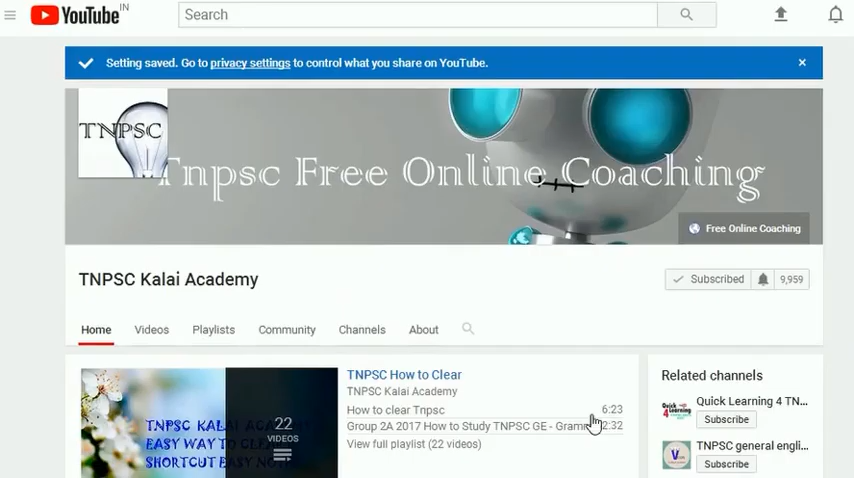 YouTube IN
Search
Setting saved. Go to privacy settings to control what you share on YouTube.
TNPSC
Tnpsc Free Online Coaching
Free Online Coaching
TNPSC Kalai Academy
Subscribed 9,959
Home Videos Playlists Community Channels About
TNPSC How to Clear
TNPSC Kalai Academy
How to clear Tnpsc 6:23
Group 2A 2017 How to Study TNPSC GE - 2:32
View full playlist (22 videos)
TNPSC KALAI
EASY WAY TO
SHORTCUT EASY
22
VIDEOS
Related channels
Quick Learning 4 TN...
Subscribe
TNPSC general engli...
Subscribe